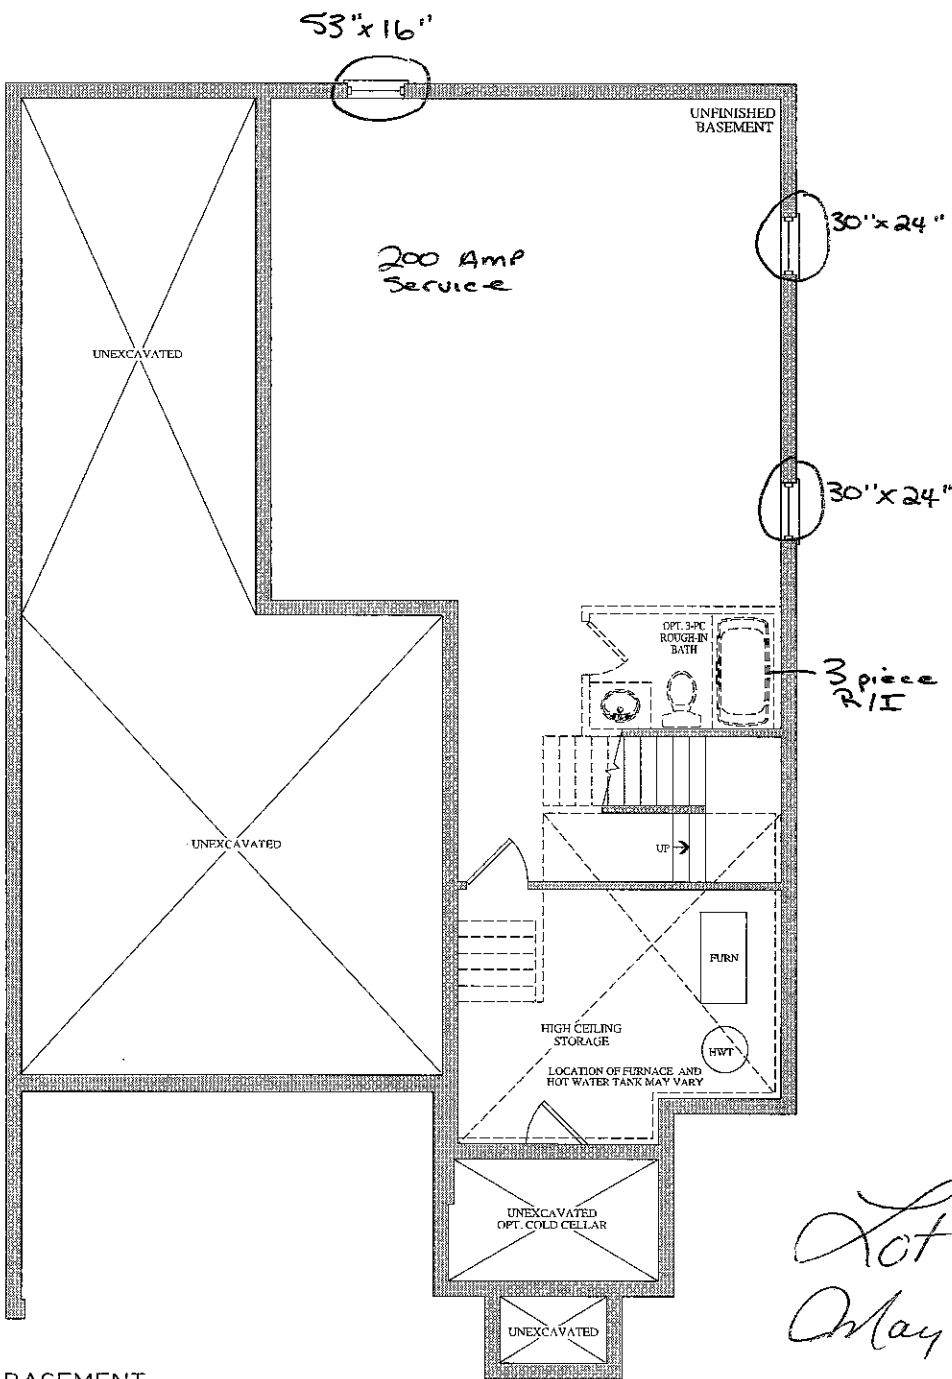 53"x16"
UNFINISHED
BASEMENT
30"x24"
200 Amp
Service
UNEXCAVATED
30"x24"
OPT. 3-PC
ROUGH-IN
BATH
3 piece
R/I
UNEXCAVATED
UP
FURN
HIGH CEILING
STORAGE
HWT
LOCATION OF FURNACE AND
HOT WATER TANK MAY VARY
UNEXCAVATED
OPT. COLD CELLAR
Lot
May
UNEXCAVATED
BASEMENT